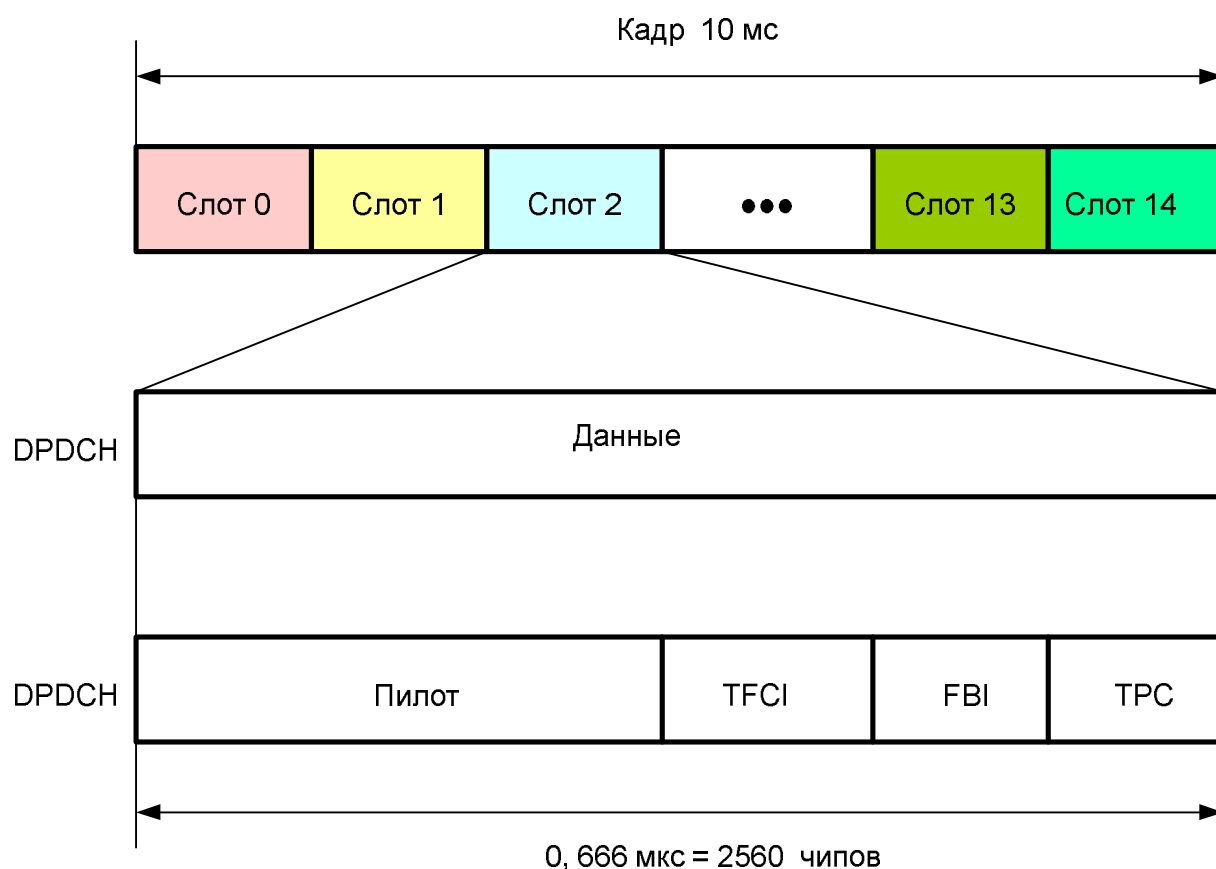 Кадр 10 мс
Слот 0
Слот 1
Слот 2
•••
Слот 13
Слот 14
DPDCH
Данные
DPDCH
Пилот
TFCI
FBI
TPC
0, 666 мкс = 2560 чипов